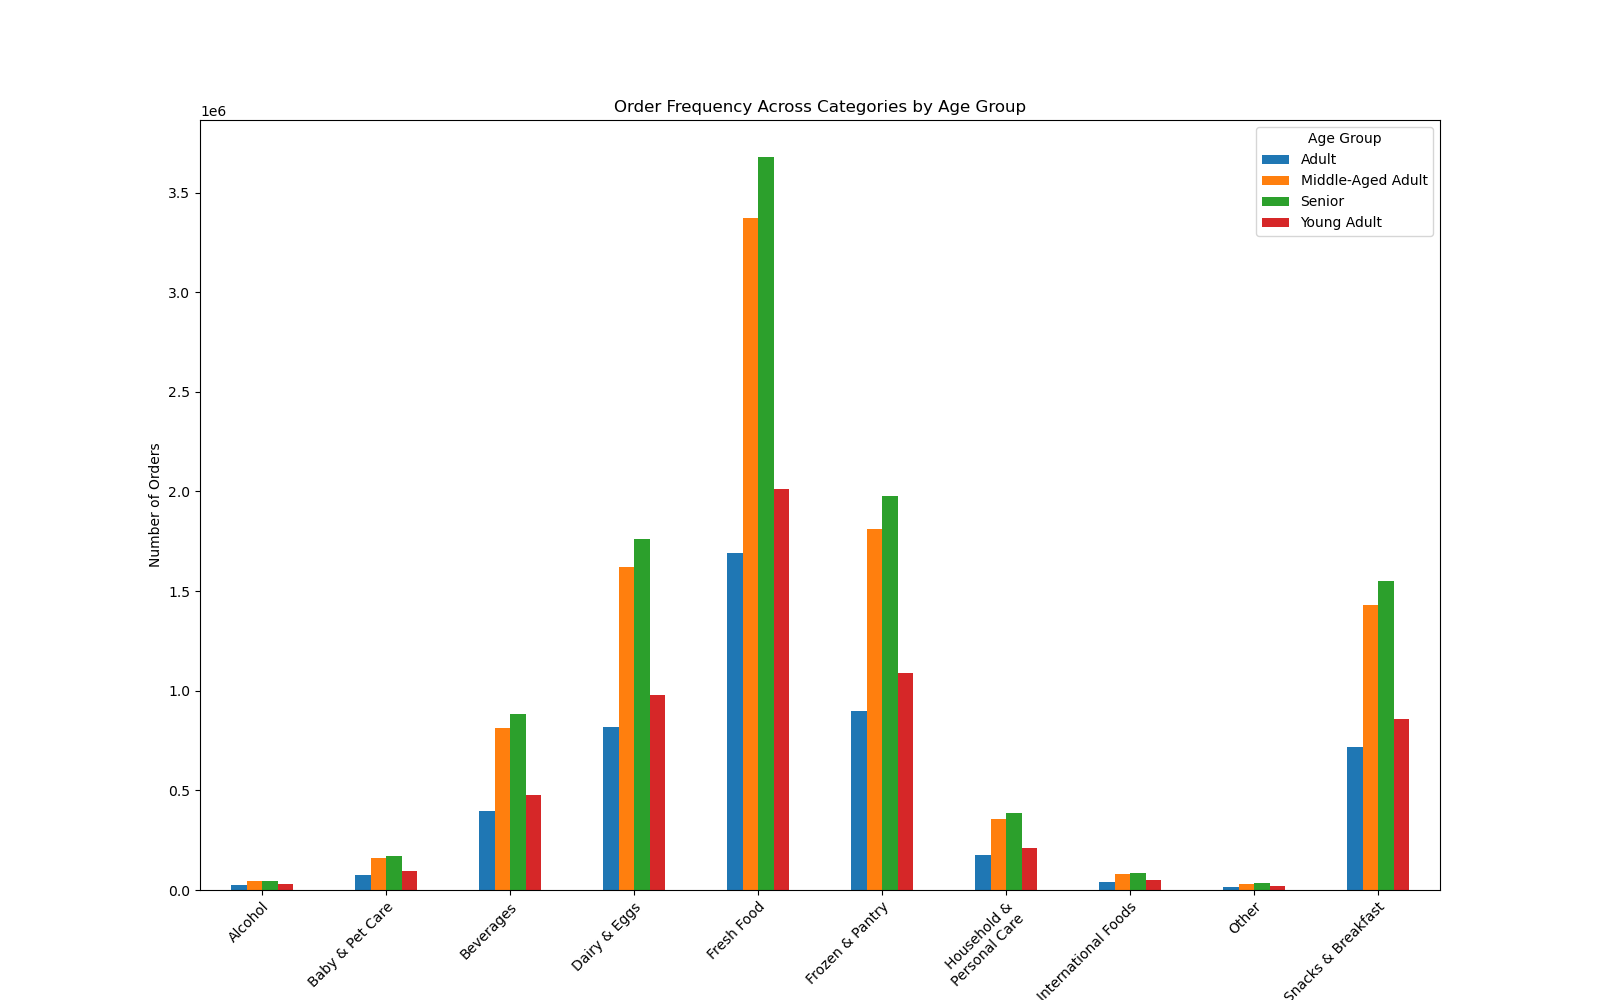 Order Frequency Across Categories by Age Group
1e6
Age Group
Adult
Middle-Aged Adult
Senior
Young Adult
3.5
3.0
2.5
2.0
1.5
1.0
0.5
0.0
Number of Orders
Alcohol
Baby & Pet Care
Beverages
Dairy & Eggs
Fresh Food
Frozen & Pantry
Household &
Personal Care
International Foods
Other
Snacks & Breakfast